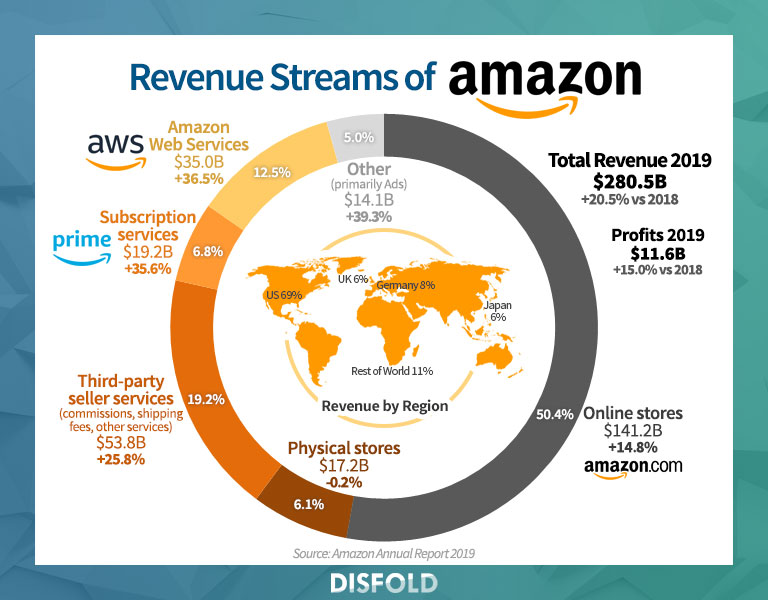 Revenue Streams of amazon
aws
Amazon
Web Services
$35.0B
+36.5%
12.5%
5.0%
Other
(primarily Ads)
$14.1B
+39.3%
Total Revenue 2019
$280.5B
+20.5% vs 2018
Profits 2019
$11.6B
+15.0% vs 2018
prime
Subscription
services
$19.2B
+35.6%
6.8%
US 69%
UK 6%
Germany 8%
Japan
6%
Rest of World 11%
Revenue by Region
Third-party
seller services
(commissions, shipping
fees, other services)
$53.8B
+25.8%
19.2%
50.4%
Online stores
$141.2B
+14.8%
amazon.com
Physical stores
$17.2B
-0.2%
6.1%
Source: Amazon Annual Report 2019
DISFOLD